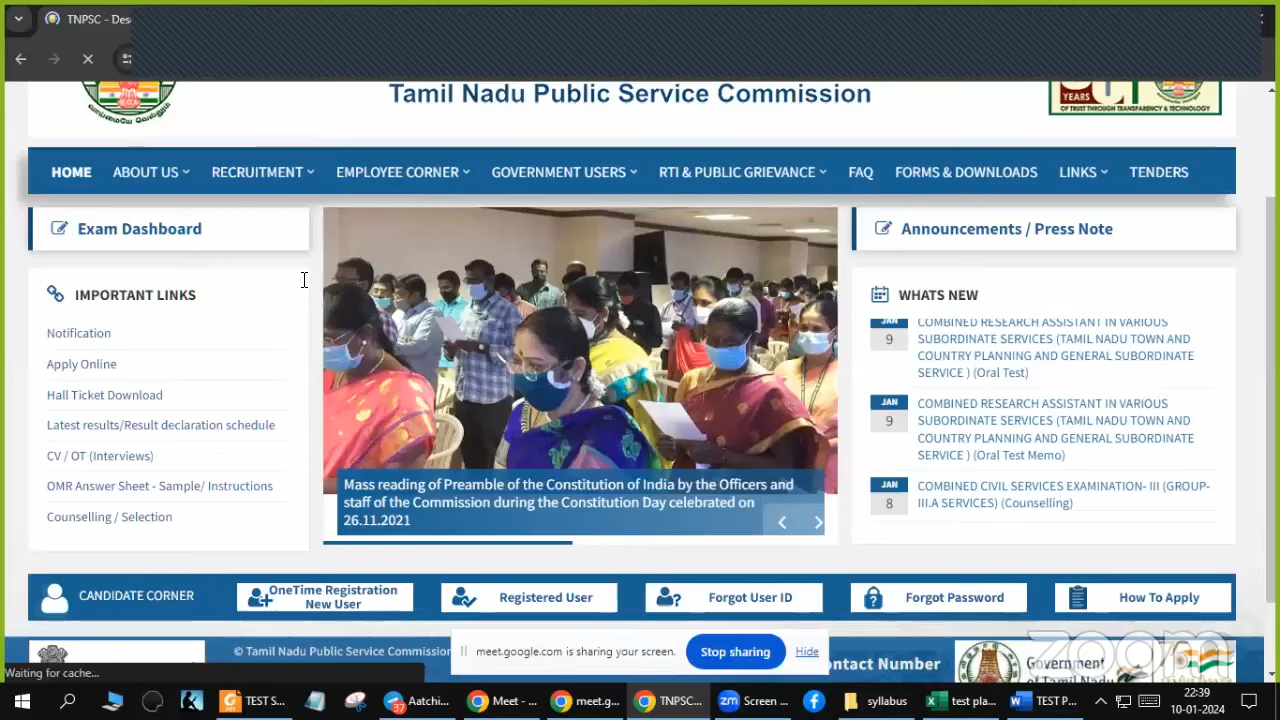 TNPSC - Des
Tamil Nadu Public Service Commission
YEARS
OF TRUST THROUGH TRANSPARENCY & TECHNOLOGY
HOME ABOUT US RECRUITMENT EMPLOYEE CORNER GOVERNMENT USERS RTI & PUBLIC GRIEVANCE FAQ FORMS & DOWNLOADS LINKS TENDERS
Exam Dashboard
IMPORTANT LINKS
Notification
Apply Online
Hall Ticket Download
Latest results/Result declaration schedule
CV / OT (Interviews)
OMR Answer Sheet - Sample/ Instructions
Counselling / Selection
Mass reading of Preamble of the Constitution of India by the Officers and
staff of the Commission during the Constitution Day celebrated on
26.11.2021
Announcements / Press Note
WHATS NEW
JAN
9
COMBINED RESEARCH ASSISTANT IN VARIOUS
SUBORDINATE SERVICES (TAMIL NADU TOWN AND
COUNTRY PLANNING AND GENERAL SUBORDINATE
SERVICE ) (Oral Test)
JAN
9
COMBINED RESEARCH ASSISTANT IN VARIOUS
SUBORDINATE SERVICES (TAMIL NADU TOWN AND
COUNTRY PLANNING AND GENERAL SUBORDINATE
SERVICE ) (Oral Test Memo)
JAN
8
COMBINED CIVIL SERVICES EXAMINATION- III (GROUP-
III.A SERVICES) (Counselling)
CANDIDATE CORNER
OneTime Registration
New User
Registered User
Forgot User ID
Forgot Password
How To Apply
© Tamil Nadu Public Service Commission
meet.google.com is sharing your screen.
Stop sharing
Hide
ontact Number
Government
zoom
Waiting for cache...
TEST S...
37
Aatchi...
Meet - ...
meet.g...
TNPSC...
zm
Screen ...
syllabus
test pla...
TEST P...
22:39
10-01-2024